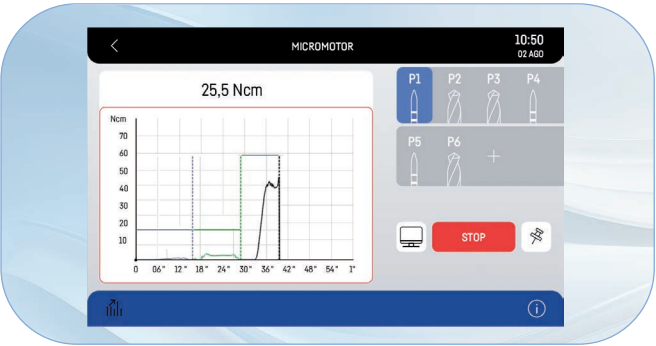 MICROMOTOR
10:50
02 AGO
25,5 Ncm
P1 P2 P3 P4
P5 P6
Ncm
70
60
50
40
30
20
10
0 06" 12" 18" 24" 30" 36" 42" 48" 54" 1"
STOP